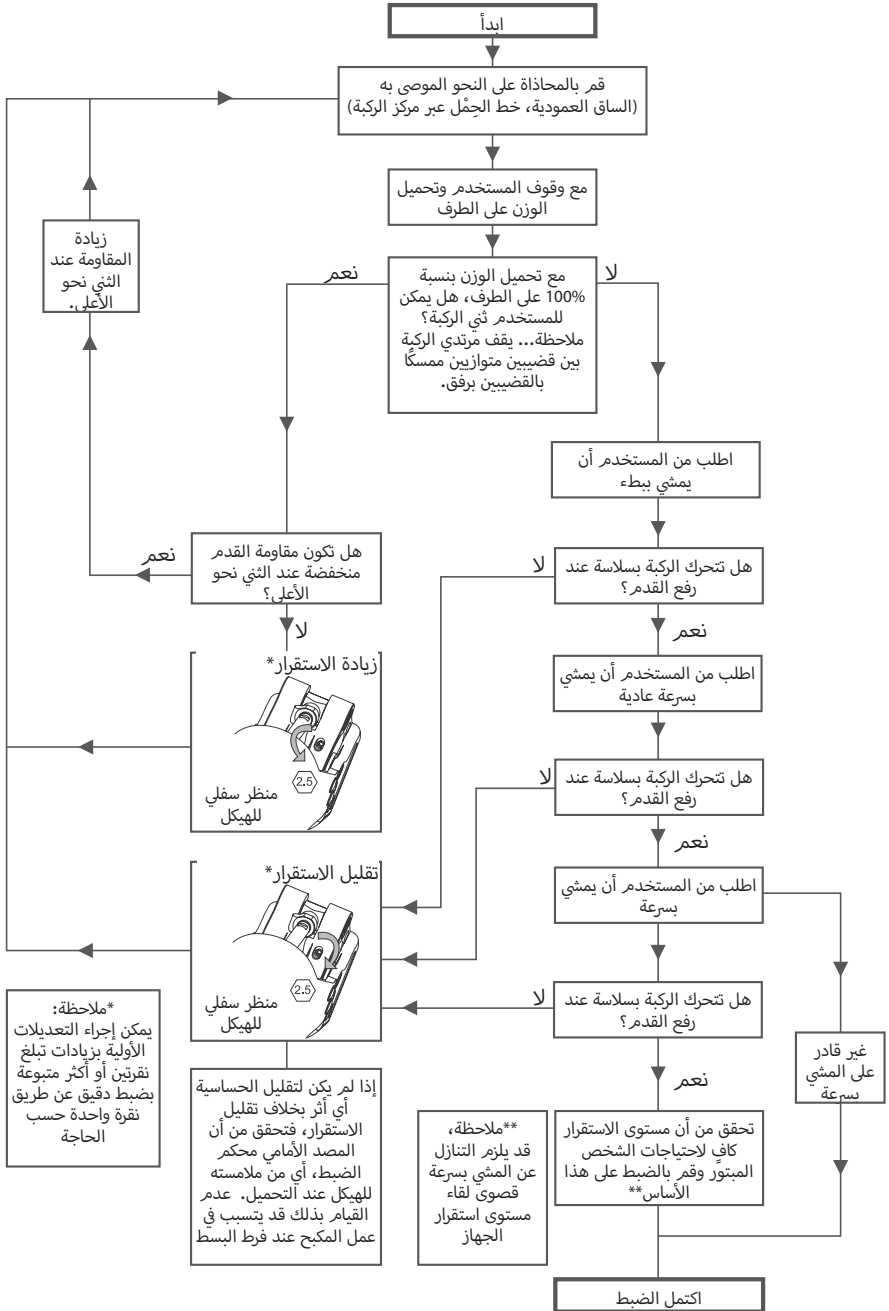 ابدأ
قم بالمحاذاة على النحو الموصى به
(الساق العمودية، خط الحِمْل عبر مركز الركبة)
مع وقوف المستخدم وتحميل
الوزن على الطرف
زيادة
المقاومة عند
الثني نحو
الأعلى.
نعم
مع تحميل الوزن بنسبة
100% على الطرف، هل يمكن
للمستخدم ثني الركبة؟
ملاحظة... يقف مرتدي الركبة
بين قضيبين متوازيين ممسكًا
بالقضيبين برفق.
لا
اطلب من المستخدم أن
يمشي ببطء
نعم
هل تكون مقاومة القدم
منخفضة عند الثني نحو
الأعلى؟
لا
هل تتحرك الركبة بسلاسة عند
رفع القدم؟
لا
نعم
زيادة الاستقرار*
2.5
منظر سفلي
للهيكل
اطلب من المستخدم أن يمشي
بسرعة عادية
هل تتحرك الركبة بسلاسة عند
رفع القدم؟
لا
نعم
تقليل الاستقرار*
2.5
منظر سفلي
للهيكل
اطلب من المستخدم أن يمشي
بسرعة
هل تتحرك الركبة بسلاسة عند
رفع القدم؟
لا
نعم
غير قادر
على المشي
بسرعة
*ملاحظة:
يمكن إجراء التعديلات
الأولية بزيادات تبلغ
نقرتين أو أكثر متبوعة
بضبط دقيق عن طريق
نقرة واحدة حسب
الحاجة
إذا لم يكن لتقليل الحساسية
أي أثر بخلاف تقليل
الاستقرار، فتحقق من أن
المصد الأمامي محكم
الضبط، أي من ملامسته
للهيكل عند التحميل. عدم
القيام بذلك قد يتسبب في
عمل المكبح عند فرط البسط
**ملاحظة،
قد يلزم التنازل
عن المشي بسرعة
قصوى لقاء
مستوى استقرار
الجهاز
تحقق من أن مستوى الاستقرار
كافٍ لاحتياجات الشخص
المبتور وقم بالضبط على هذا
الأساس**
اكتمل الضبط